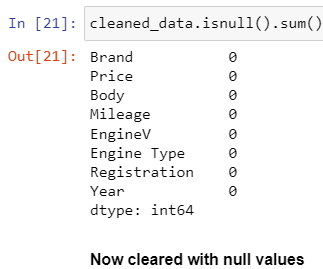 In [21]: cleaned_data.isnull().sum()
Out[21]: Brand 0
Price 0
Body 0
Mileage 0
EngineV 0
Engine Type 0
Registration 0
Year 0
dtype: int64
Now cleared with null values